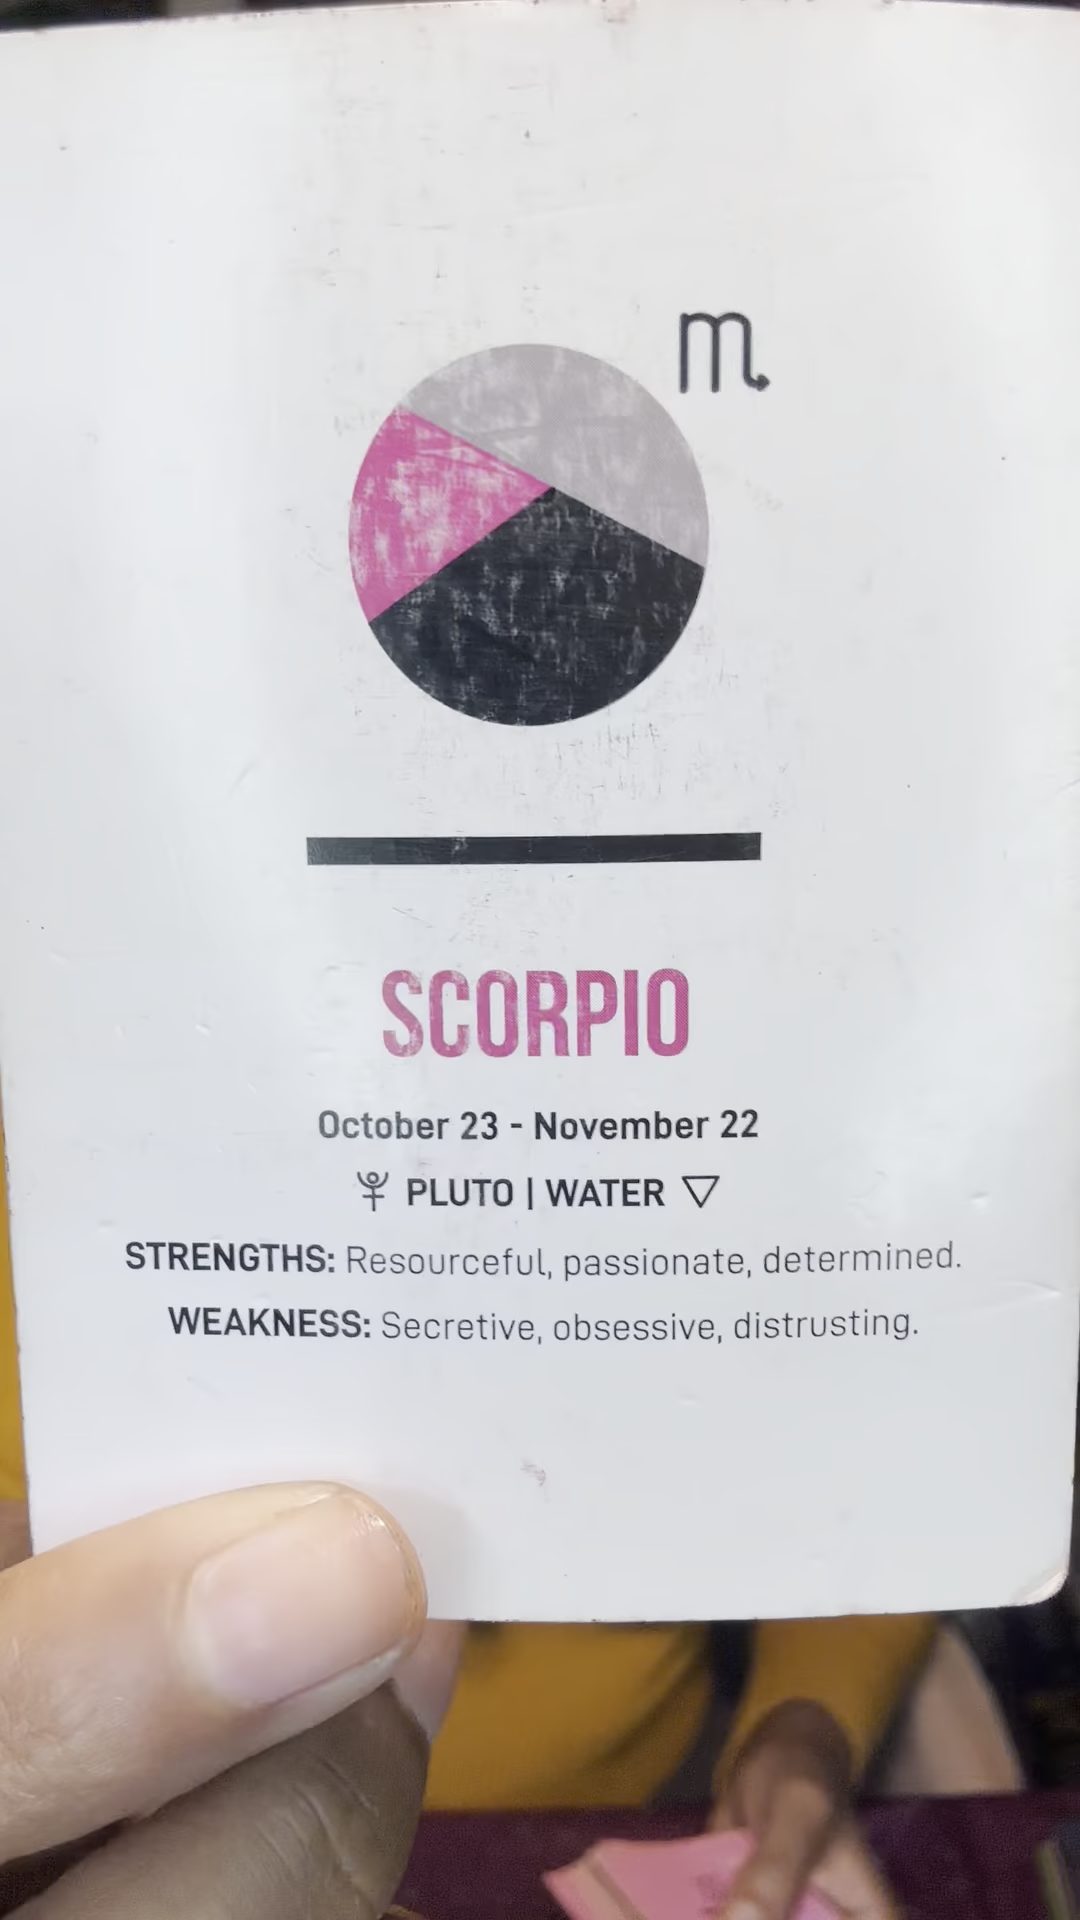 SCORPIO
October 23 - November 22
PLUTO | WATER
STRENGTHS: Resourceful, passionate, determined.
WEAKNESS: Secretive, obsessive, distrusting.